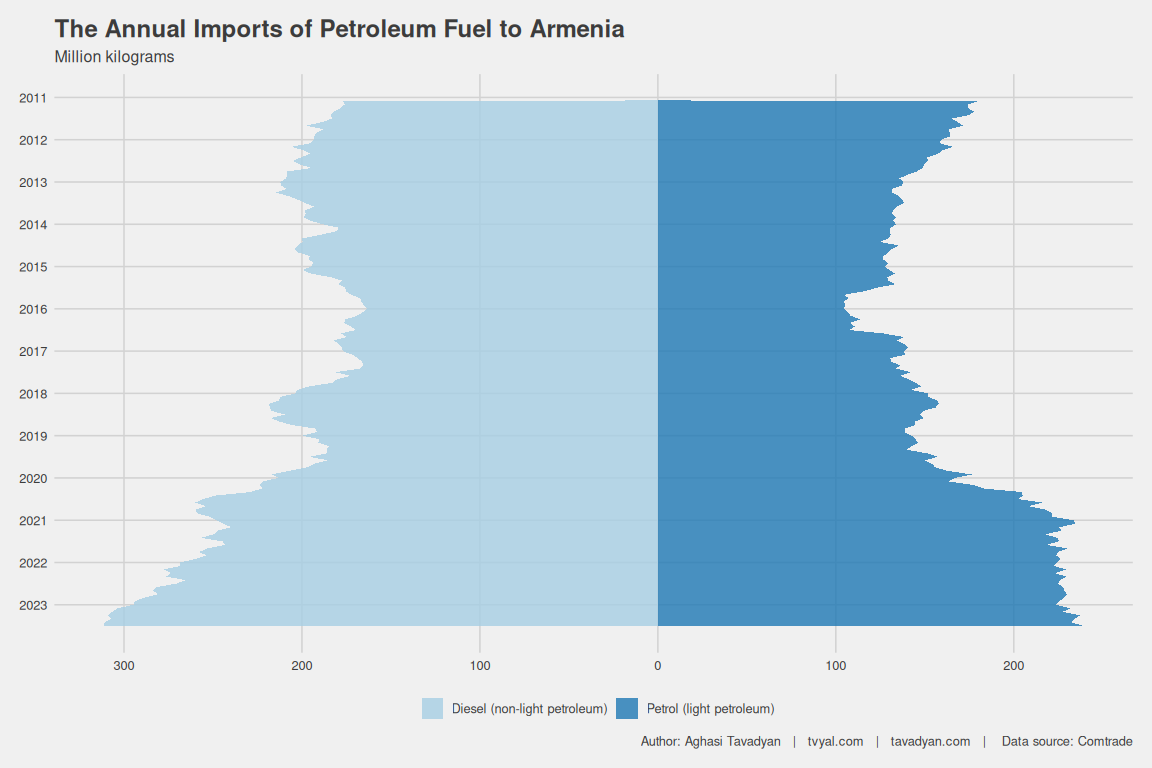 The Annual Imports of Petroleum Fuel to Armenia
Million kilograms
2011
2012
2013
2014
2015
2016
2017
2018
2019
2020
2021
2022
2023
300 200 100 0 100 200
Diesel (non-light petroleum) Petrol (light petroleum)
Author: Aghasi Tavadyan | tvyal.com | tavadyan.com | Data source: Comtrade